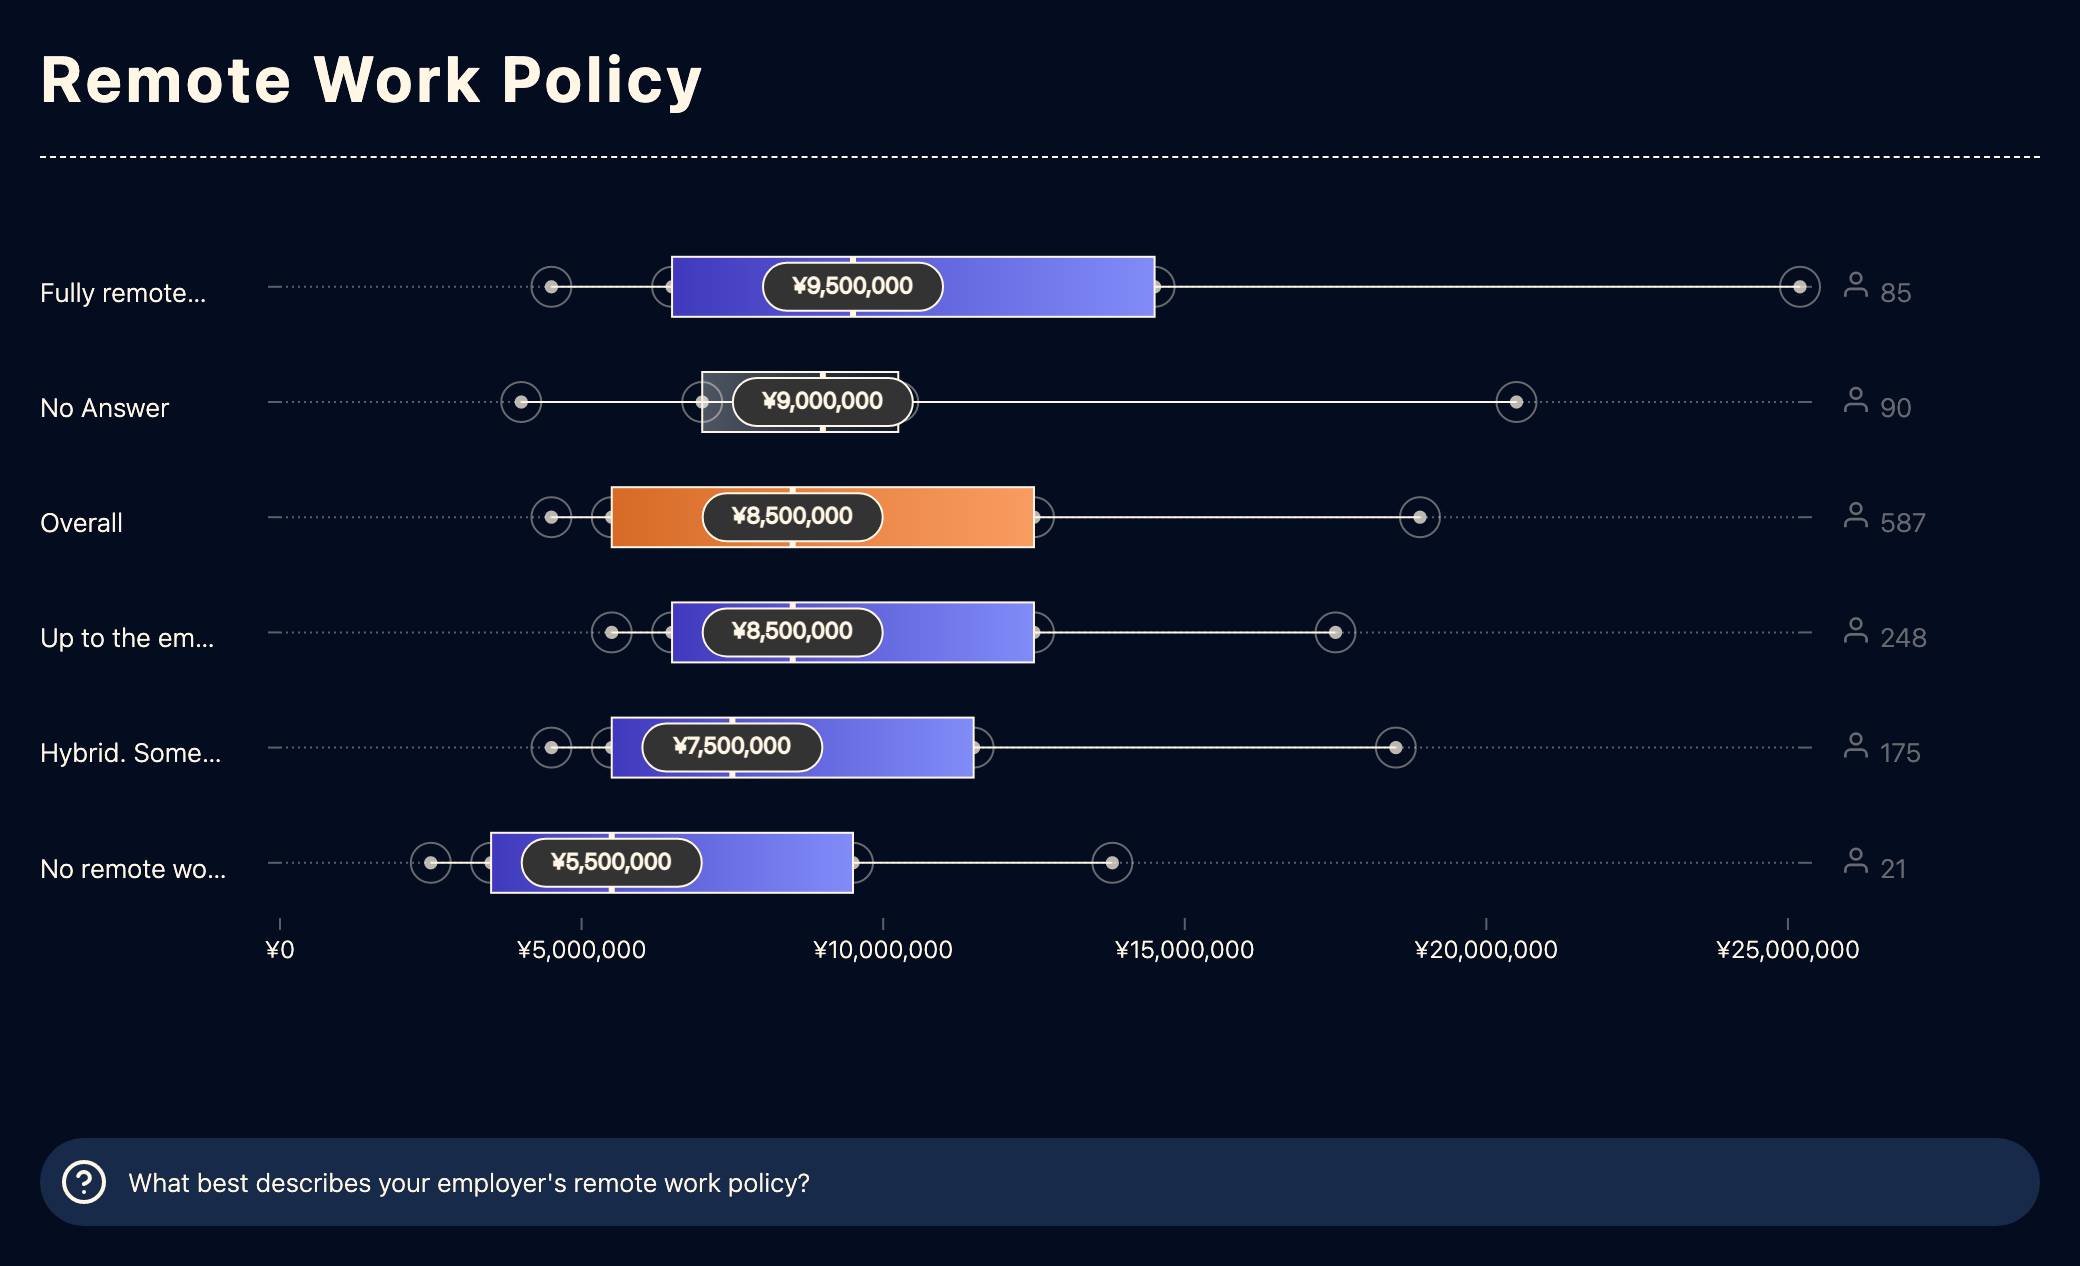 Remote Work Policy
Fully remote... ¥9,500,000 85
No Answer ¥9,000,000 90
Overall ¥8,500,000 587
Up to the em... ¥8,500,000 248
Hybrid. Some... ¥7,500,000 175
No remote wo... ¥5,500,000 21
¥0 ¥5,000,000 ¥10,000,000 ¥15,000,000 ¥20,000,000 ¥25,000,000
What best describes your employer's remote work policy?